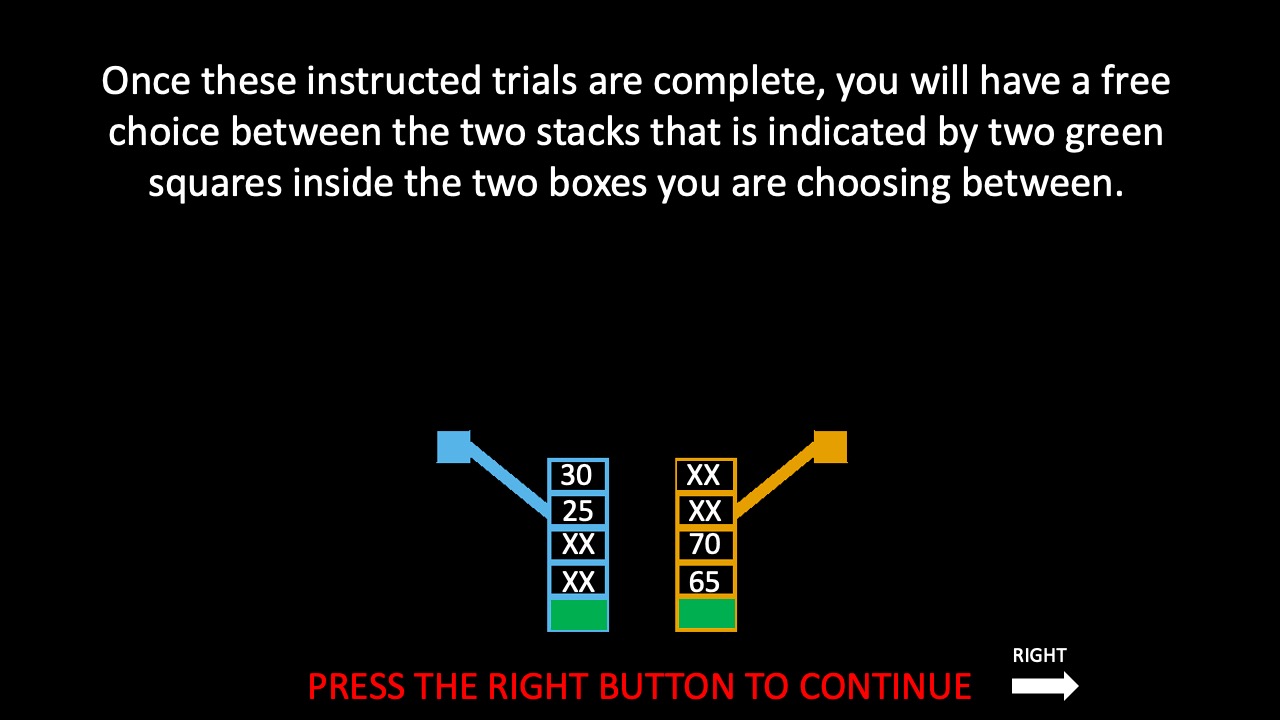 Once these instructed trials are complete, you will have a free
choice between the two stacks that is indicated by two green
squares inside the two boxes you are choosing between.
30 XX
25 XX
XX 70
XX 65
RIGHT
PRESS THE RIGHT BUTTON TO CONTINUE